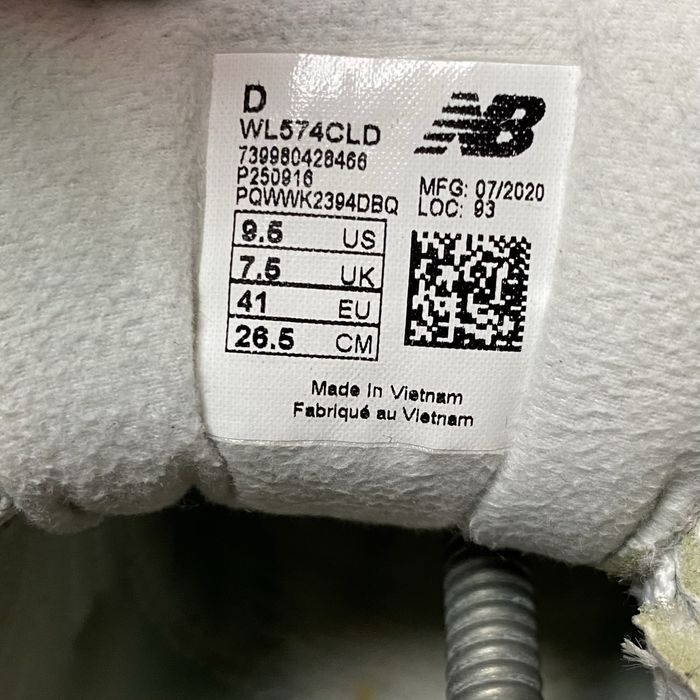 D
WL574CLD
739980428466
P250916
PQWWK2394DBQ
NB
MFG: 07/2020
LOC: 93
9.5 US
7.5 UK
41 EU
26.5 CM
Made In Vietnam
Fabriqué au Vietnam